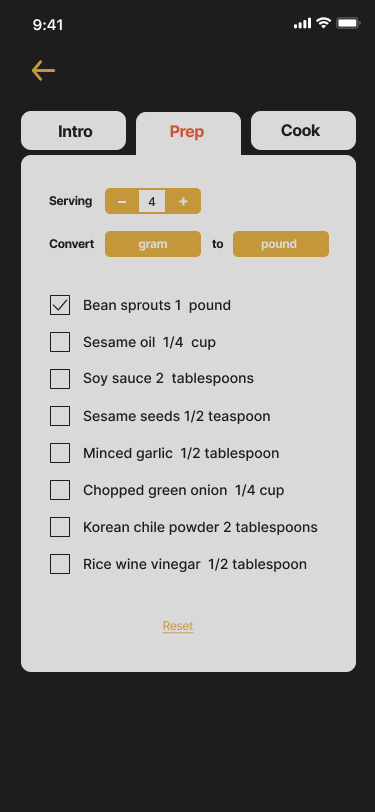 9:41
Intro
Prep
Cook
Serving
− 4 +
Convert gram to pound
Bean sprouts 1 pound
Sesame oil 1/4 cup
Soy sauce 2 tablespoons
Sesame seeds 1/2 teaspoon
Minced garlic 1/2 tablespoon
Chopped green onion 1/4 cup
Korean chile powder 2 tablespoons
Rice wine vinegar 1/2 tablespoon
Reset